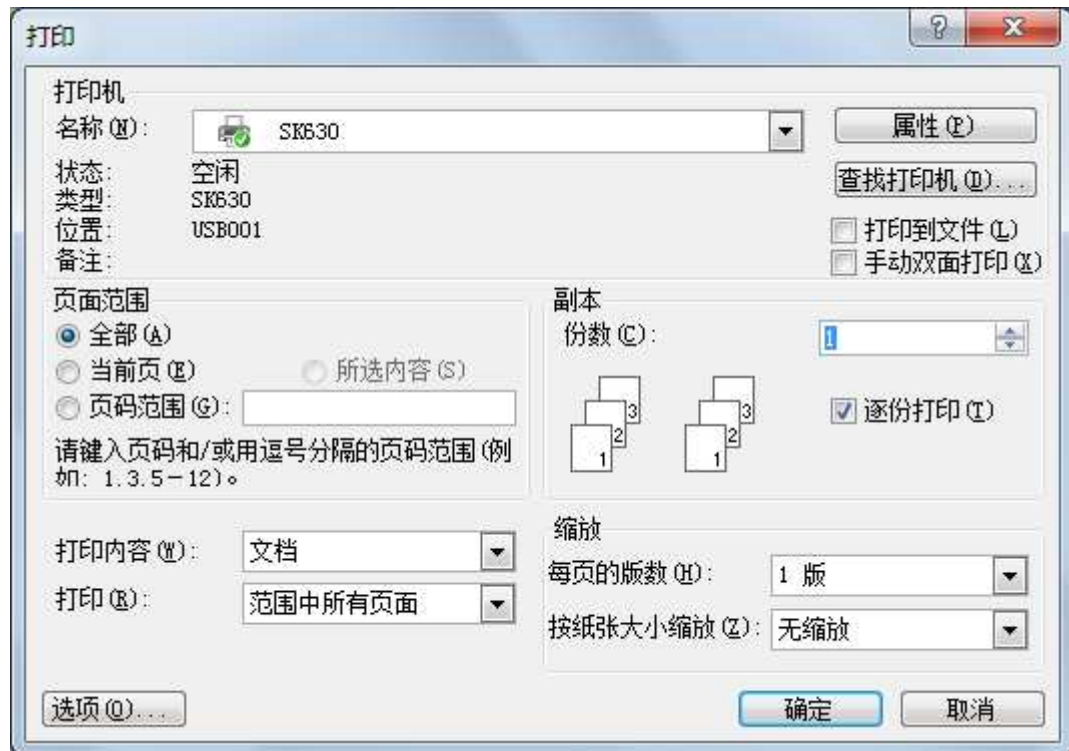 打印
打印机
名称(N): SK630 属性(P)
状态: 空闲 查找打印机(D)...
类型: SK630
位置: USB001 打印到文件(L)
备注: 手动双面打印(X)
页面范围
全部(A)
当前页(E) 所选内容(S)
页码范围(G):
请键入页码和/或用逗号分隔的页码范围(例
如: 1.3.5-12)。
副本
份数(C): 1
逐份打印(T)
3 3
2 2
1 1
打印内容(W): 文档
打印(R): 范围中所有页面
缩放
每页的版数(H): 1 版
按纸张大小缩放(Z): 无缩放
选项(O)... 确定 取消